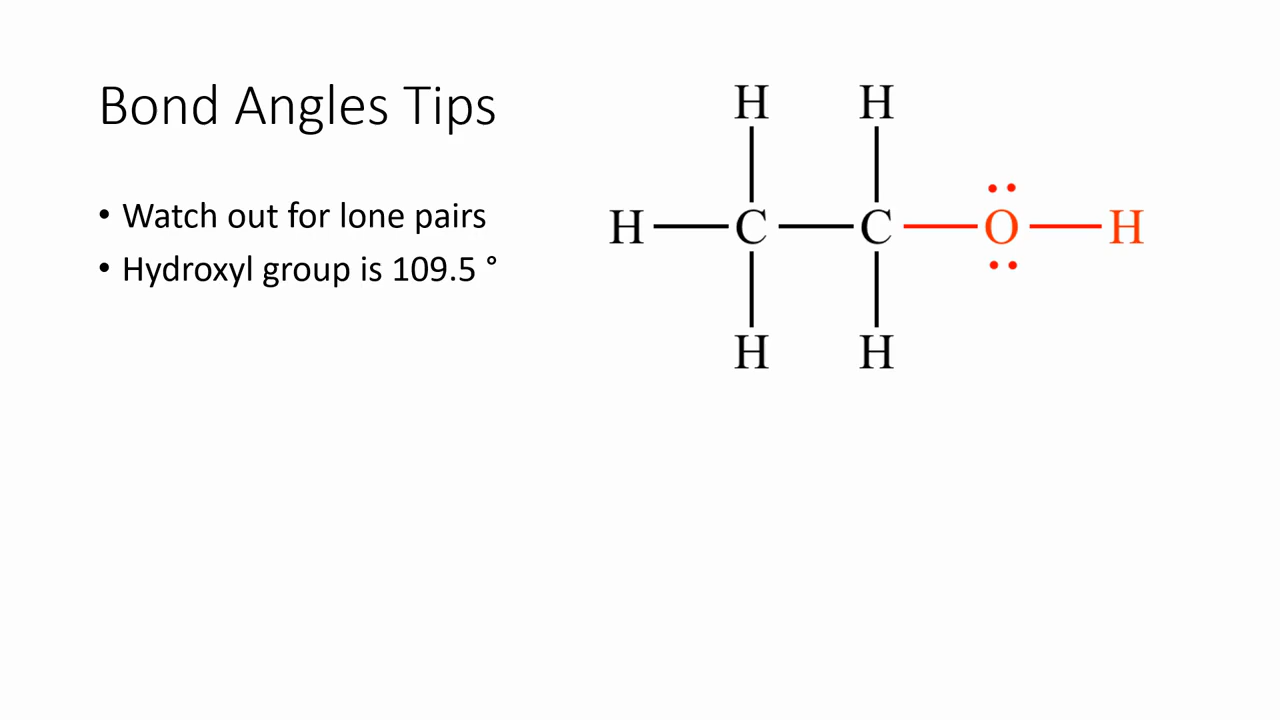 Bond Angles Tips
• Watch out for lone pairs
• Hydroxyl group is 109.5 °
H H
H C C O H
H H